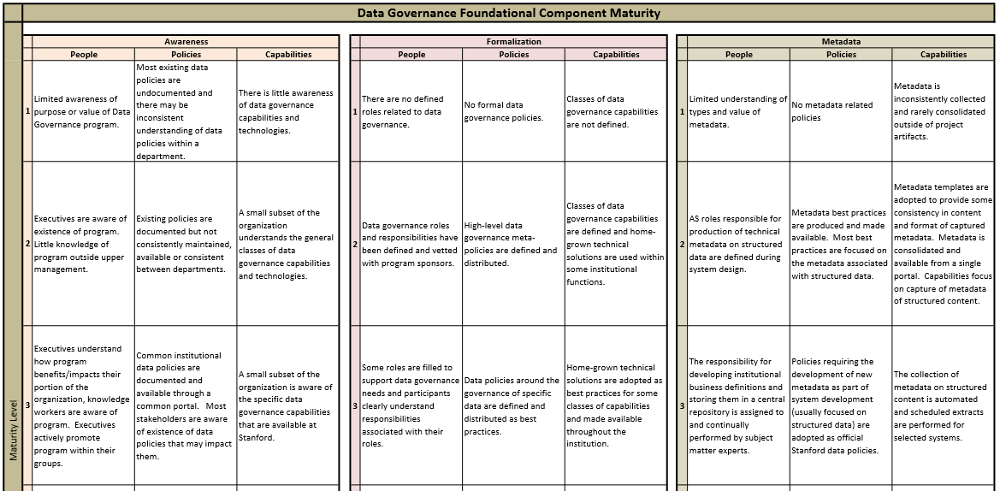 Data Governance Foundational Component Maturity
Maturity Level
Awareness
People
Policies
Capabilities
1
Limited awareness of
purpose or value of Data
Governance program.
Most existing data
policies are
undocumented and
there may be
inconsistent
understanding of data
policies within a
department.
There is little awareness
of data governance
capabilities and
technologies.
2
Executives are aware of
existence of program.
Little knowledge of
program outside upper
management.
Existing policies are
documented but not
consistently maintained,
available or consistent
between departments.
A small subset of the
organization
understands the general
classes of data
governance capabilities
and technologies.
3
Executives understand
how program
benefits/impacts their
portion of the
organization, knowledge
workers are aware of
program.  Executives
actively promote
program within their
groups.
Common institutional
data policies are
documented and
available through a
common portal.   Most
stakeholders are aware
of existence of data
policies that may impact
them.
A small subset of the
organization is aware of
the specific data
governance capabilities
that are available at
Stanford.
Formalization
People
Policies
Capabilities
1
There are no defined
roles related to data
governance.
No formal data
governance policies.
Classes of data
governance capabilities
are not defined.
2
Data governance roles
and responsibilities have
been defined and vetted
with program sponsors.
High-level data
governance meta-
policies are defined and
distributed.
Classes of data
governance capabilities
are defined and home-
grown technical
solutions are used within
some institutional
functions.
3
Some roles are filled to
support data governance
needs and participants
clearly understand
responsibilities
associated with their
roles.
Data policies around the
governance of specific
data are defined and
distributed as best
practices.
Home-grown technical
solutions are adopted as
best practices for some
classes of capabilities
and made available
throughout the
institution.
Metadata
People
Policies
Capabilities
1
Limited understanding of
types and value of
metadata.
No metadata related
policies
Metadata is
inconsistently collected
and rarely consolidated
outside of project
artifacts.
2
AS roles responsible for
production of technical
metadata on structured
data are defined during
system design.
Metadata best practices
are produced and made
available.  Most best
practices are focused on
the metadata associated
with structured data.
Metadata templates are
adopted to provide some
consistency in content
and format of captured
metadata.  Metadata is
consolidated and
available from a single
portal.  Capabilities focus
on capture of metadata
of structured content.
3
The responsibility for
developing institutional
business definitions and
storing them in a central
repository is assigned to
and continually
performed by subject
matter experts.
Policies requiring the
development of new
metadata as part of
system development
(usually focused on
structured data) are
adopted as official
Stanford data policies.
The collection of
metadata on structured
content is automated
and scheduled extracts
are performed for
selected systems.